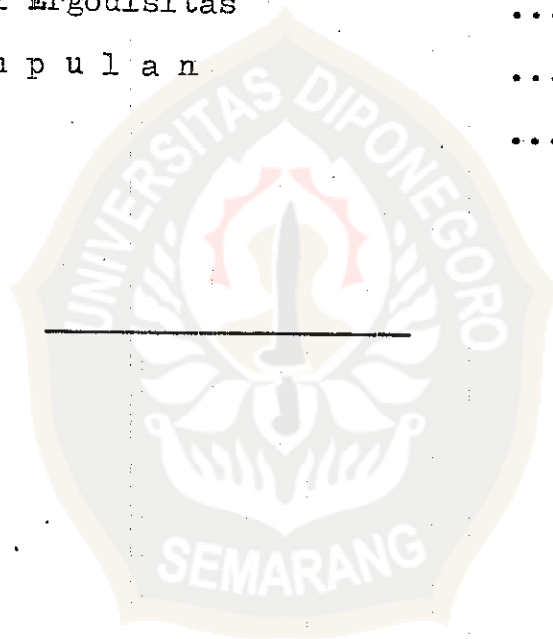 Ergodisitas ...
u p u l a n ...
...
UNIVERSITAS DIPONEGORO
SEMARANG